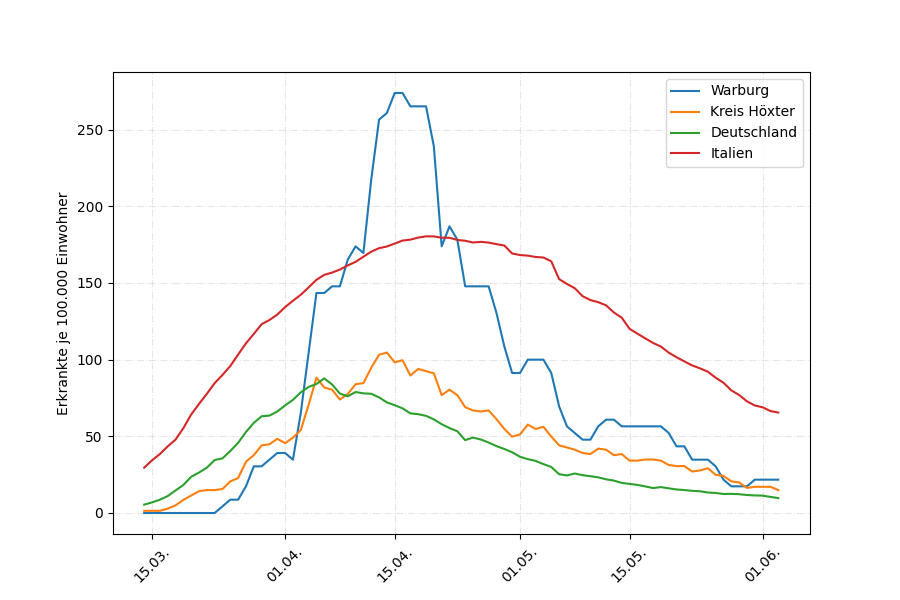 Warburg
Kreis Höxter
Deutschland
Italien
Erkrankte je 100.000 Einwohner
250
200
150
100
50
0
15.03.
01.04.
15.04.
01.05.
15.05.
01.06.